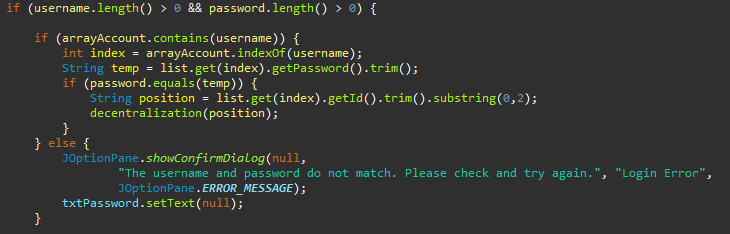 if (username.length() > 0 && password.length() > 0) {
if (arrayAccount.contains(username)) {
int index = arrayAccount.indexOf(username);
String temp = list.get(index).getPassword().trim();
if (password.equals(temp)) {
String position = list.get(index).getId().trim().substring(0,2);
decentralization(position);
}
} else {
JOptionPane.showConfirmDialog(null,
"The username and password do not match. Please check and try again.", "Login Error",
JOptionPane.ERROR_MESSAGE);
txtPassword.setText(null);
}